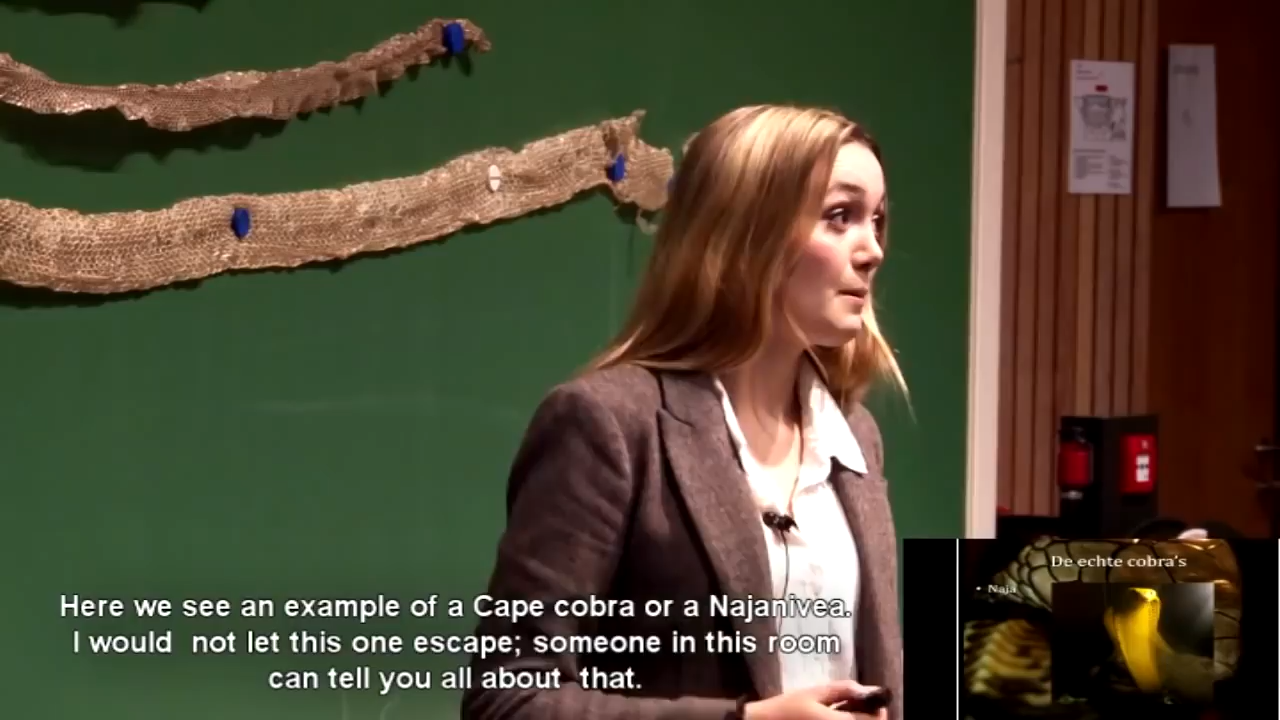 Here we see an example of a Cape cobra or a Najanivea.
I would  not let this one escape; someone in this room
can tell you all about  that.
De echte cobra's
• Naja